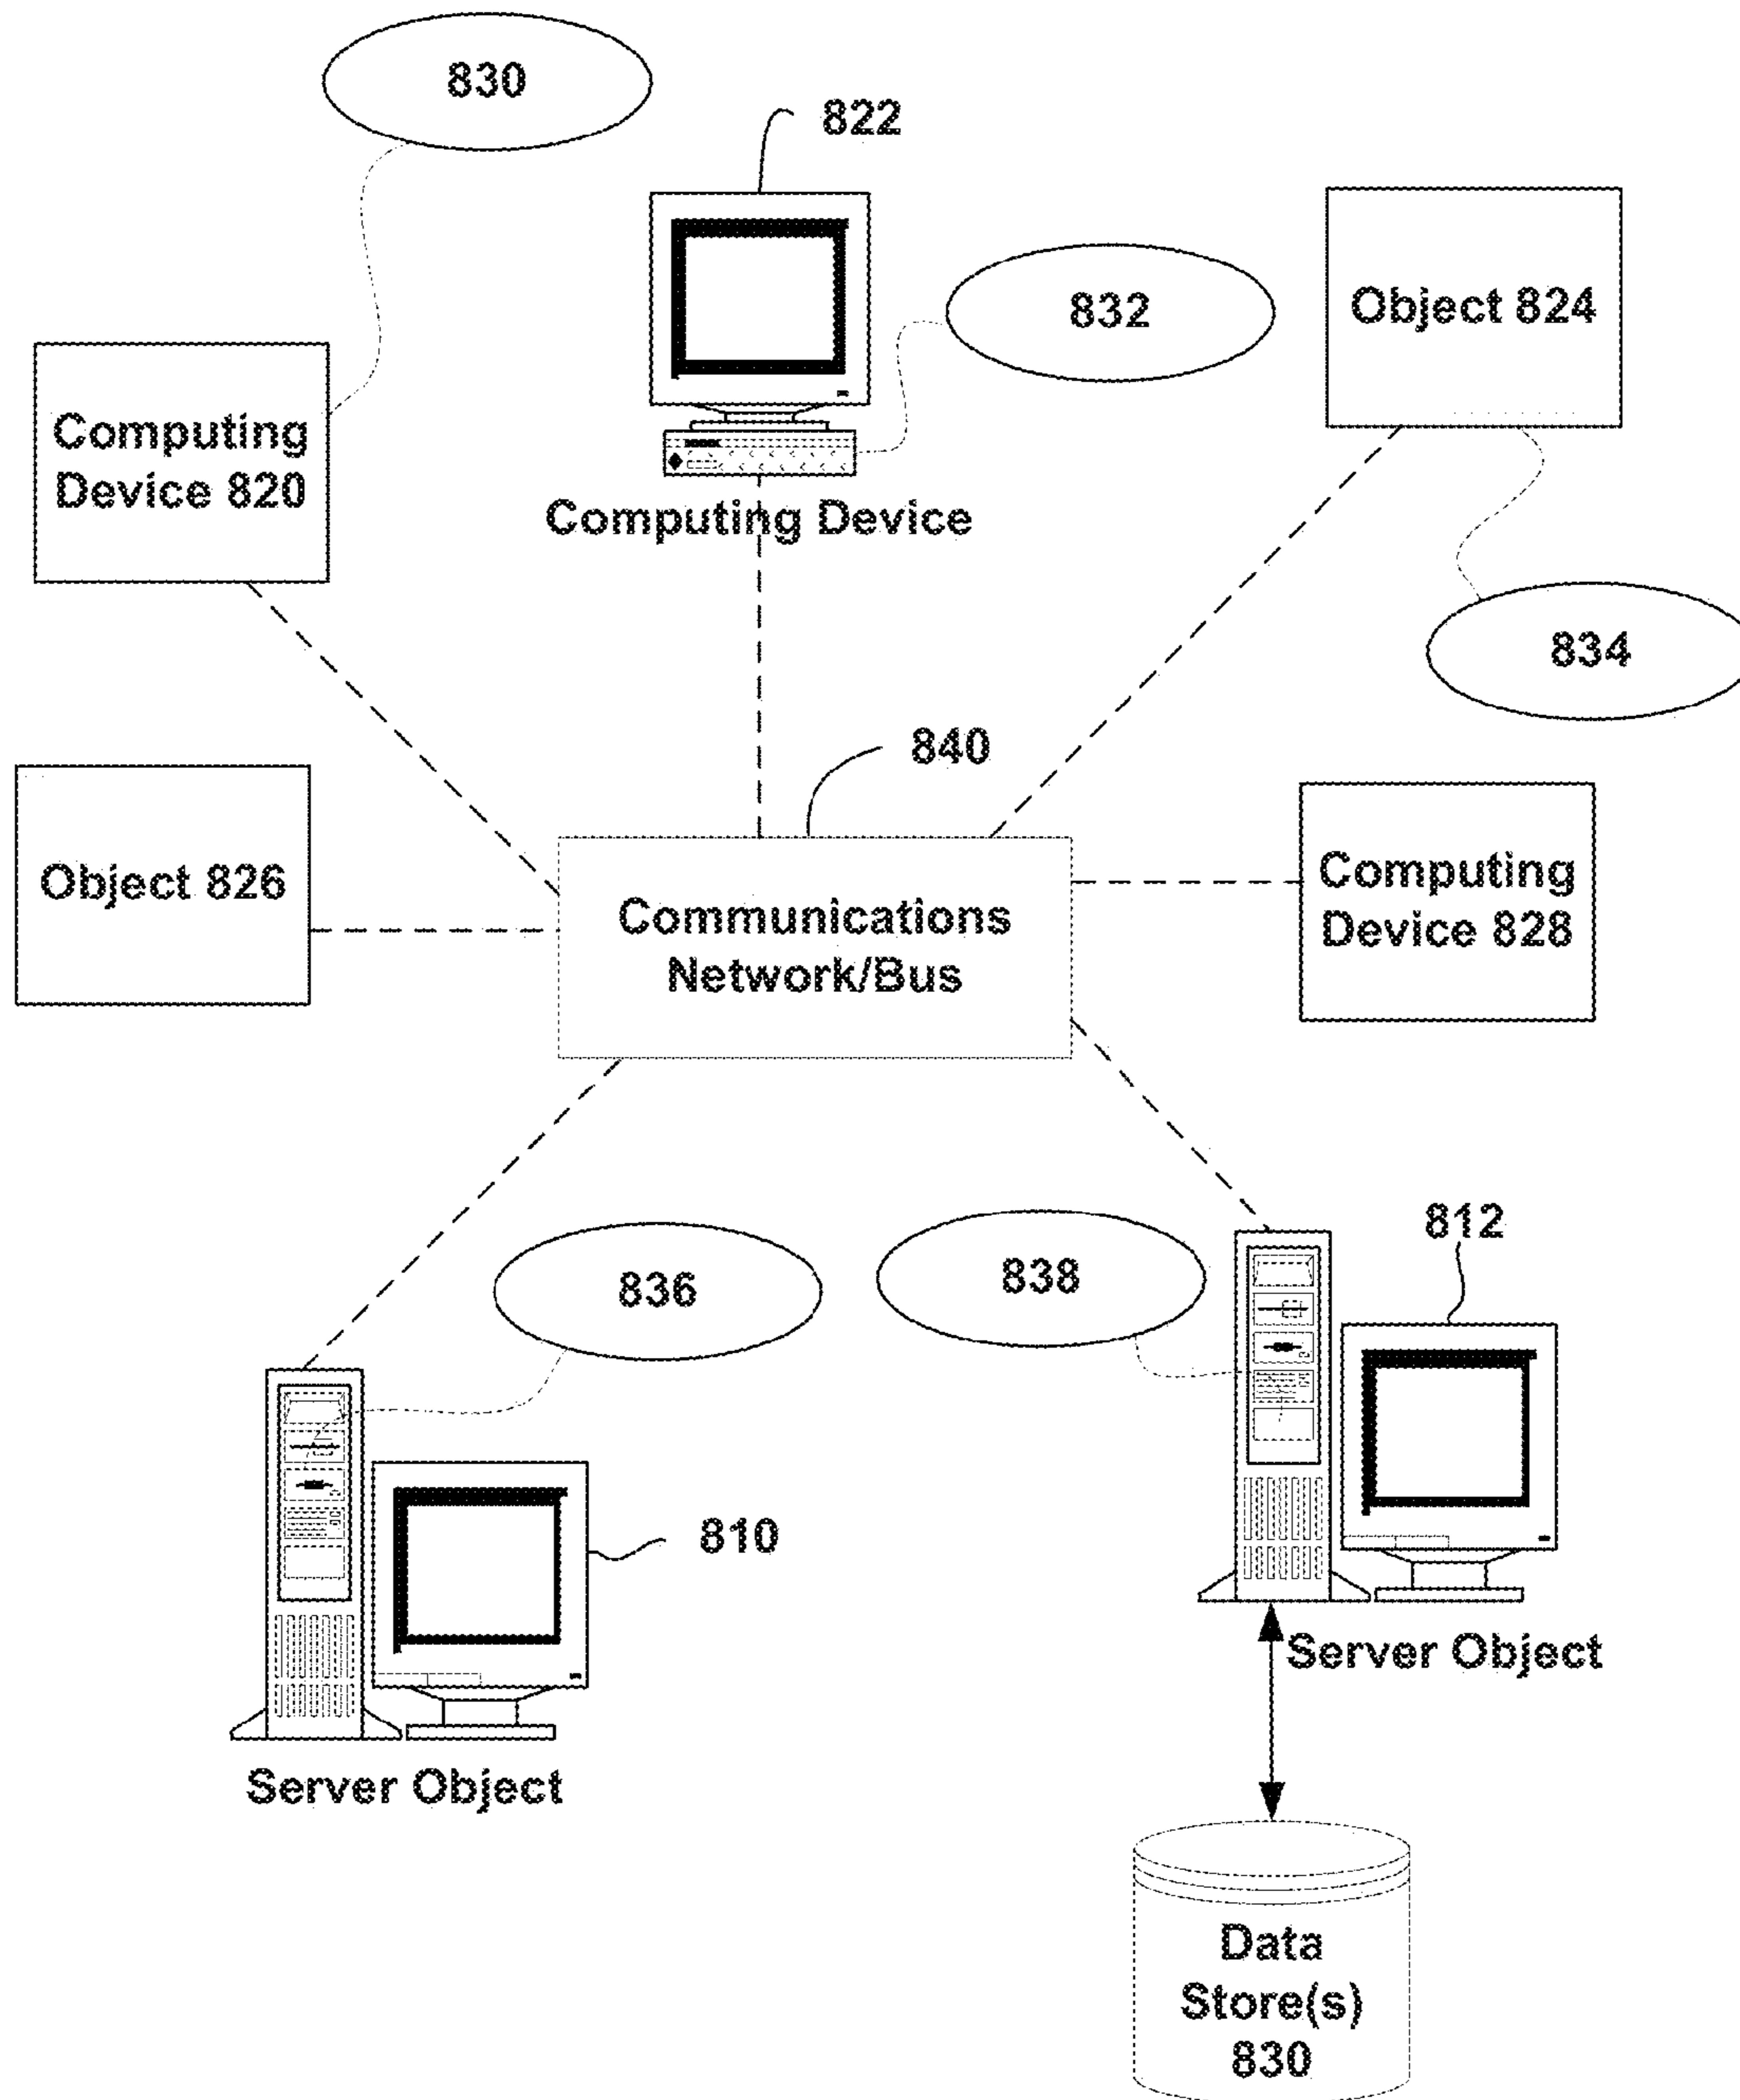 830
822
832
Object 824
Computing
Device 820
Computing Device
834
840
Object 826
Communications
Network/Bus
Computing
Device 828
836
838
812
810
Server Object
Server Object
Data
Store(s)
830